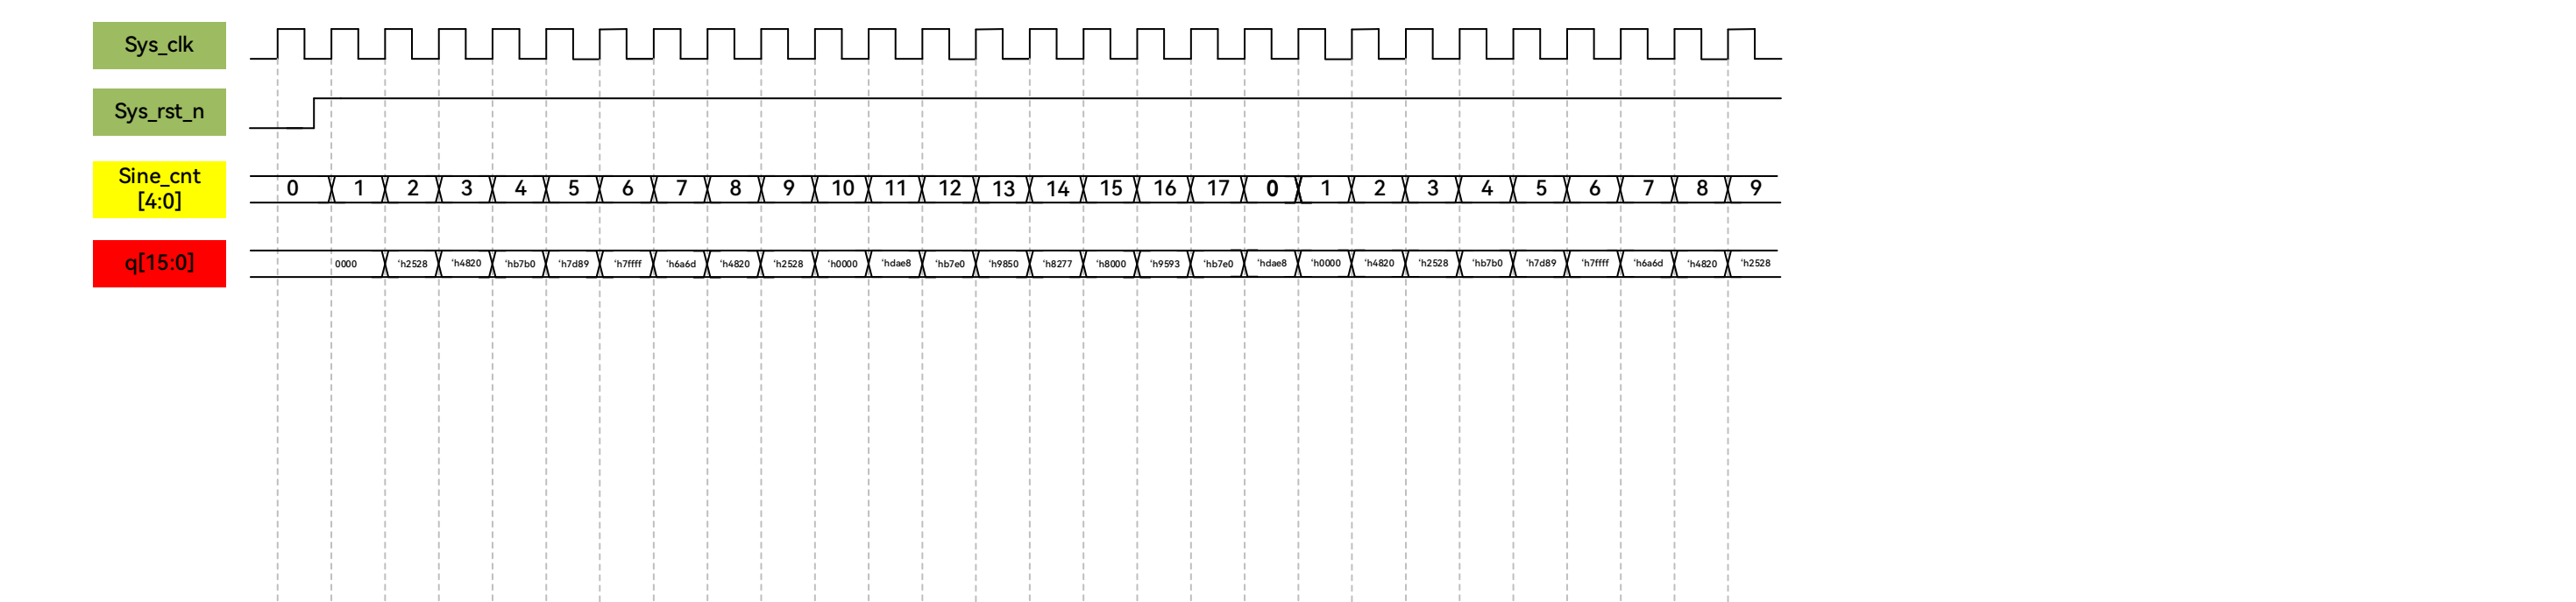 Sys_clk
Sys_rst_n
Sine_cnt
[4:0]
0 1 2 3 4 5 6 7 8 9 10 11 12 13 14 15 16 17 0 1 2 3 4 5 6 7 8 9
q[15:0]
0000 'h2528 'h4820 'hb7b0 'h7d89 'h7ffff 'h6a6d 'h4820 'h2528 'h0000 'hdae8 'hb7e0 'h9850 'h8277 'h8000 'h9593 'hb7e0 'hdae8 'h0000 'h4820 'h2528 'hb7b0 'h7d89 'h7ffff 'h6a6d 'h4820 'h2528